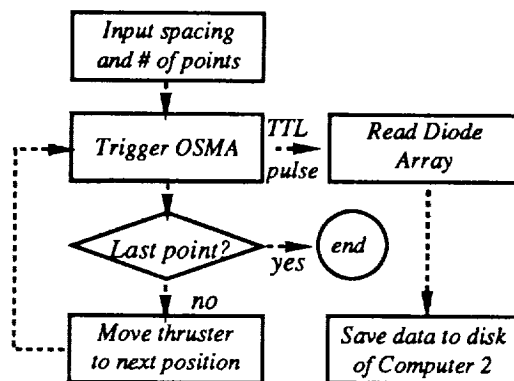 Input spacing
and # of points
Trigger OSMA
TTL
pulse
Read Diode
Array
Last point?
yes
end
no
Move thruster
to next position
Save data to disk
of Computer 2